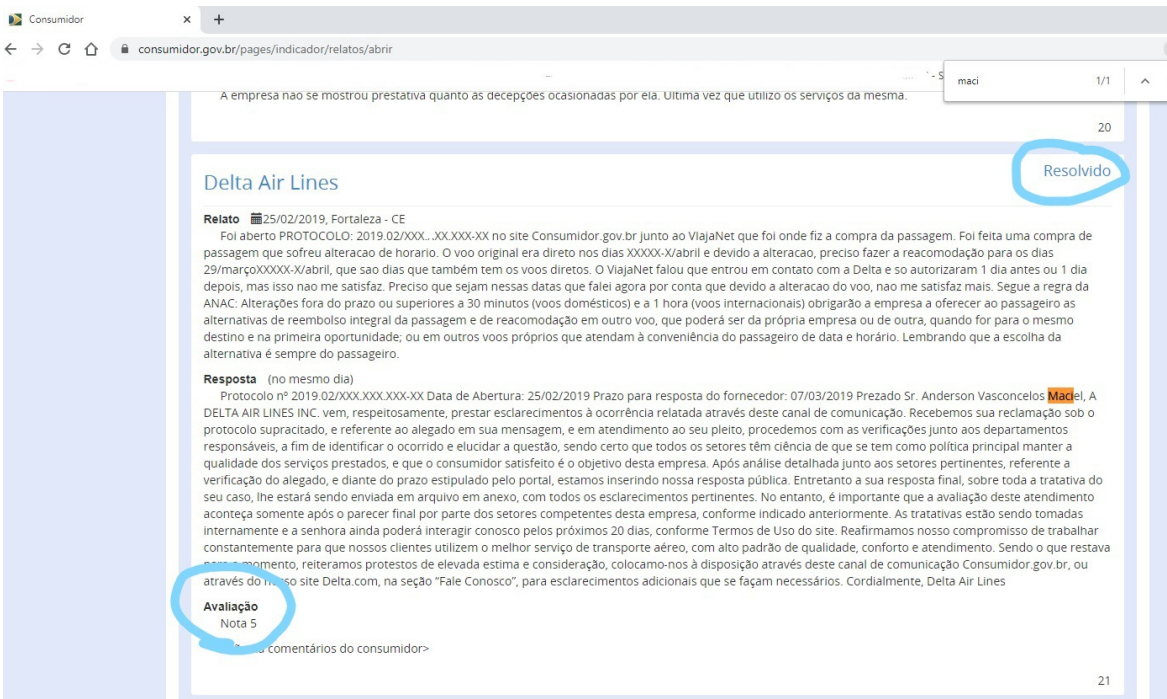 Consumidor
consumidor.gov.br/pages/indicador/relatos/abrir
maci 1/1
A empresa não se mostrou prestativa quanto as decepções ocasionadas por ela. Última vez que utilizo os serviços da mesma.
20
Resolvido
Delta Air Lines
Relato 25/02/2019, Fortaleza - CE
Foi aberto PROTOCOLO: 2019.02/XXX...XX.XXX-XX no site Consumidor.gov.br junto ao VIajaNet que foi onde fiz a compra da passagem. Foi feita uma compra de
passagem que sofreu alteracao de horario. O voo original era direto nos dias XXXXX-X/abril e devido a alteracao, preciso fazer a reacomodação para os dias
29/marçoXXXXX-X/abril, que sao dias que também tem os voos diretos. O ViajaNet falou que entrou em contato com a Delta e so autorizaram 1 dia antes ou 1 dia
depois, mas isso nao me satisfaz. Preciso que sejam nessas datas que falei agora por conta que devido a alteracao do voo, nao me satisfaz mais. Segue a regra da
ANAC: Alterações fora do prazo ou superiores a 30 minutos (voos domésticos) e a 1 hora (voos internacionais) obrigarão a empresa a oferecer ao passageiro as
alternativas de reembolso integral da passagem e de reacomodação em outro voo, que poderá ser da própria empresa ou de outra, quando for para o mesmo
destino e na primeira oportunidade; ou em outros voos próprios que atendam à conveniência do passageiro de data e horário. Lembrando que a escolha da
alternativa é sempre do passageiro.
Resposta (no mesmo dia)
Protocolo nº 2019.02/XXX.XXX.XXX-XX Data de Abertura: 25/02/2019 Prazo para resposta do fornecedor: 07/03/2019 Prezado Sr. Anderson Vasconcelos Maciel, A
DELTA AIR LINES INC. vem, respeitosamente, prestar esclarecimentos à ocorrência relatada através deste canal de comunicação. Recebemos sua reclamação sob o
protocolo supracitado, e referente ao alegado em sua mensagem, e em atendimento ao seu pleito, procedemos com as verificações junto aos departamentos
responsáveis, a fim de identificar o ocorrido e elucidar a questão, sendo certo que todos os setores têm ciência de que se tem como política principal manter a
qualidade dos serviços prestados, e que o consumidor satisfeito é o objetivo desta empresa. Após análise detalhada junto aos setores pertinentes, referente a
verificação do alegado, e diante do prazo estipulado pelo portal, estamos inserindo nossa resposta pública. Entretanto a sua resposta final, sobre toda a tratativa do
seu caso, lhe estará sendo enviada em arquivo em anexo, com todos os esclarecimentos pertinentes. No entanto, é importante que a avaliação deste atendimento
aconteça somente após o parecer final por parte dos setores competentes desta empresa, conforme indicado anteriormente. As tratativas estão sendo tomadas
internamente e a senhora ainda poderá interagir conosco pelos próximos 20 dias, conforme Termos de Uso do site. Reafirmamos nosso compromisso de trabalhar
constantemente para que nossos clientes utilizem o melhor serviço de transporte aéreo, com alto padrão de qualidade, conforto e atendimento. Sendo o que restava
momento, reiteramos protestos de elevada estima e consideração, colocamo-nos à disposição através deste canal de comunicação Consumidor.gov.br, ou
através do nosso site Delta.com, na seção "Fale Conosco", para esclarecimentos adicionais que se façam necessários. Cordialmente, Delta Air Lines
Avaliação
Nota 5
comentários do consumidor>
21